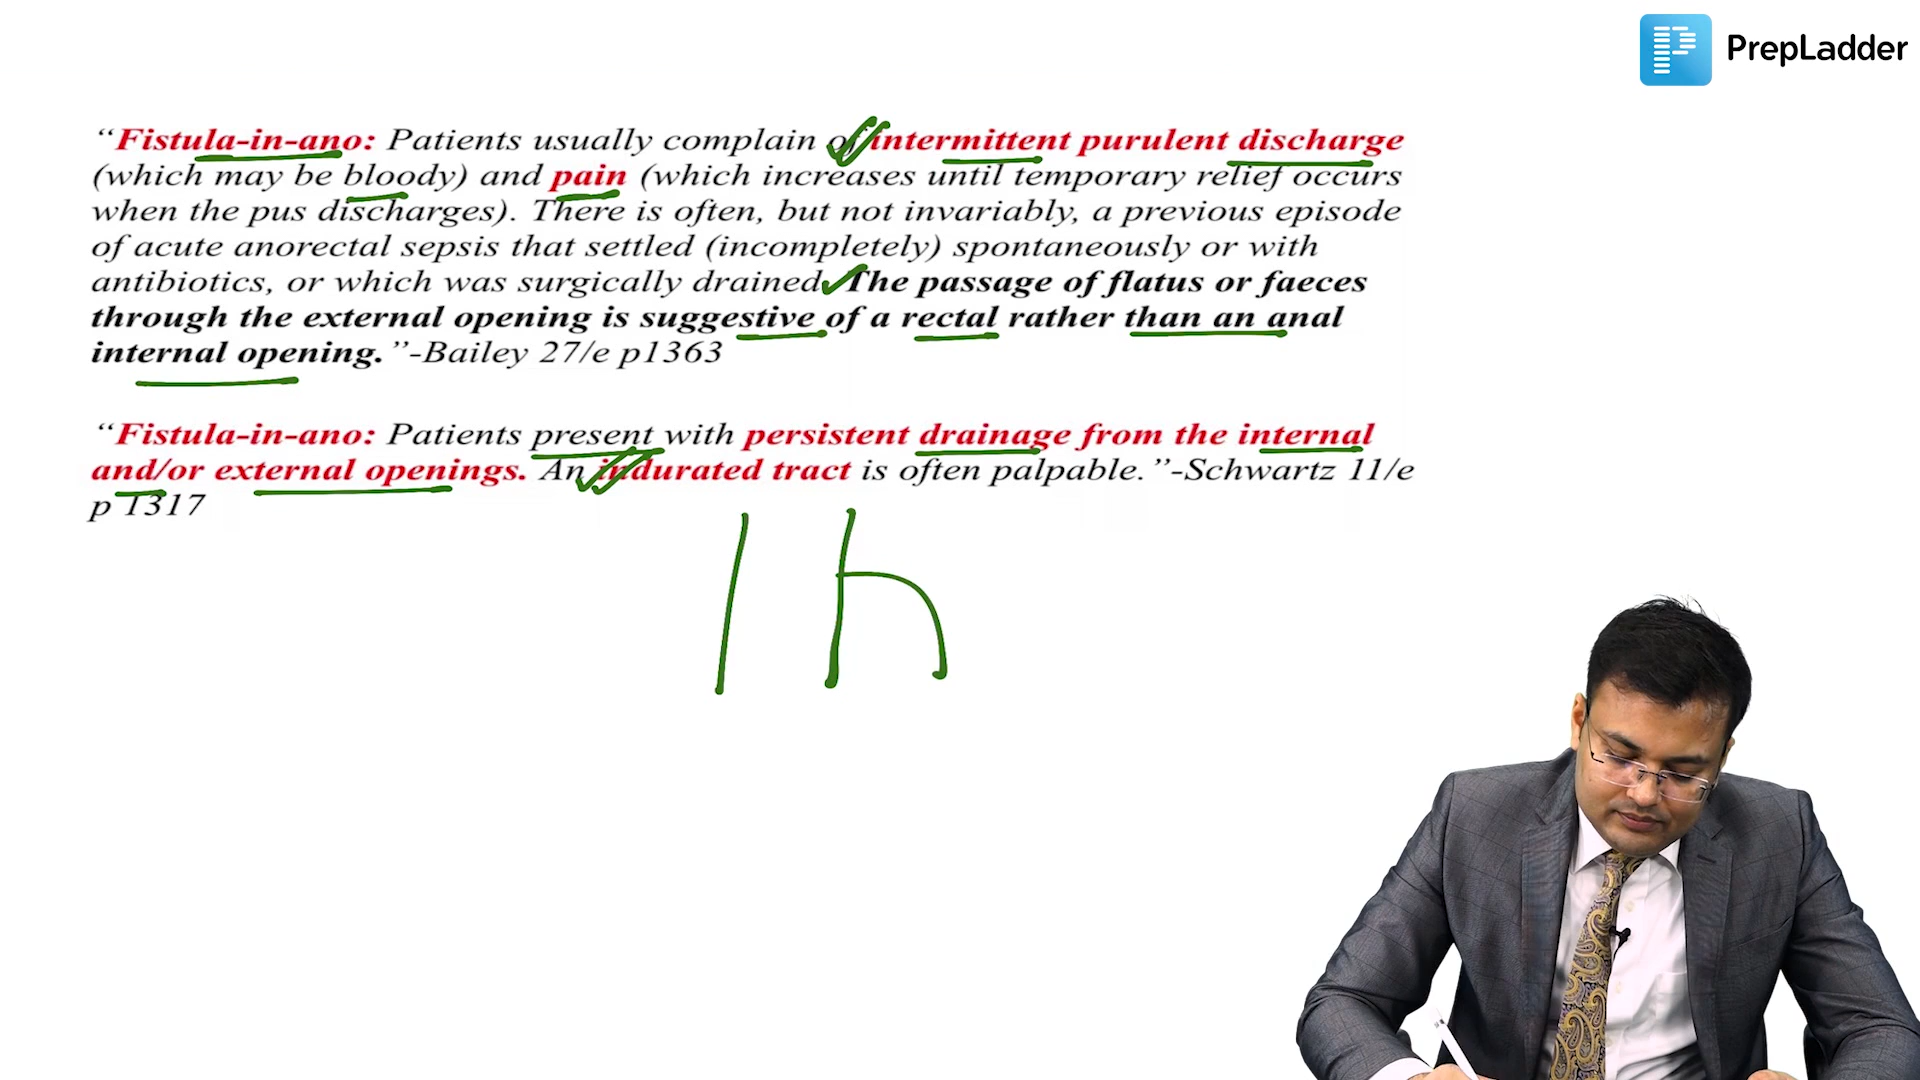 PrepLadder
“Fistula-in-ano: Patients usually complain of intermittent purulent discharge
(which may be bloody) and pain (which increases until temporary relief occurs
when the pus discharges). There is often, but not invariably, a previous episode
of acute anorectal sepsis that settled (incompletely) spontaneously or with
antibiotics, or which was surgically drained. The passage of flatus or faeces
through the external opening is suggestive of a rectal rather than an anal
internal opening.”-Bailey 27/e p1363
“Fistula-in-ano: Patients present with persistent drainage from the internal
and/or external openings. An indurated tract is often palpable.”-Schwartz 11/e
p 1317